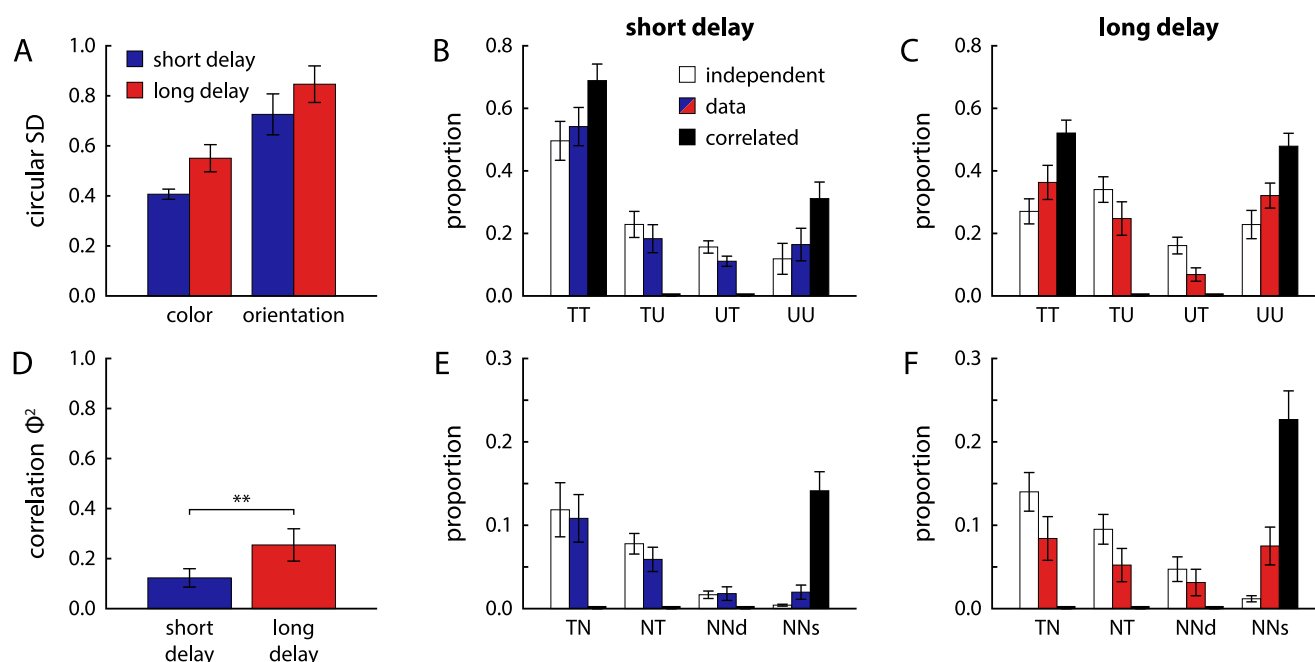 short delay
long delay
A
1.0
0.8
0.6
0.4
0.2
0.0
circular SD
short delay
long delay
color
orientation
B
0.8
0.6
0.4
0.2
0.0
proportion
independent
data
correlated
TT
TU
UT
UU
C
0.8
0.6
0.4
0.2
0.0
proportion
TT
TU
UT
UU
D
1.0
0.8
0.6
0.4
0.2
0.0
correlation Φ²
**
short
delay
long
delay
E
0.3
0.2
0.1
0.0
proportion
TN
NT
NNd
NNs
F
0.3
0.2
0.1
0.0
proportion
TN
NT
NNd
NNs